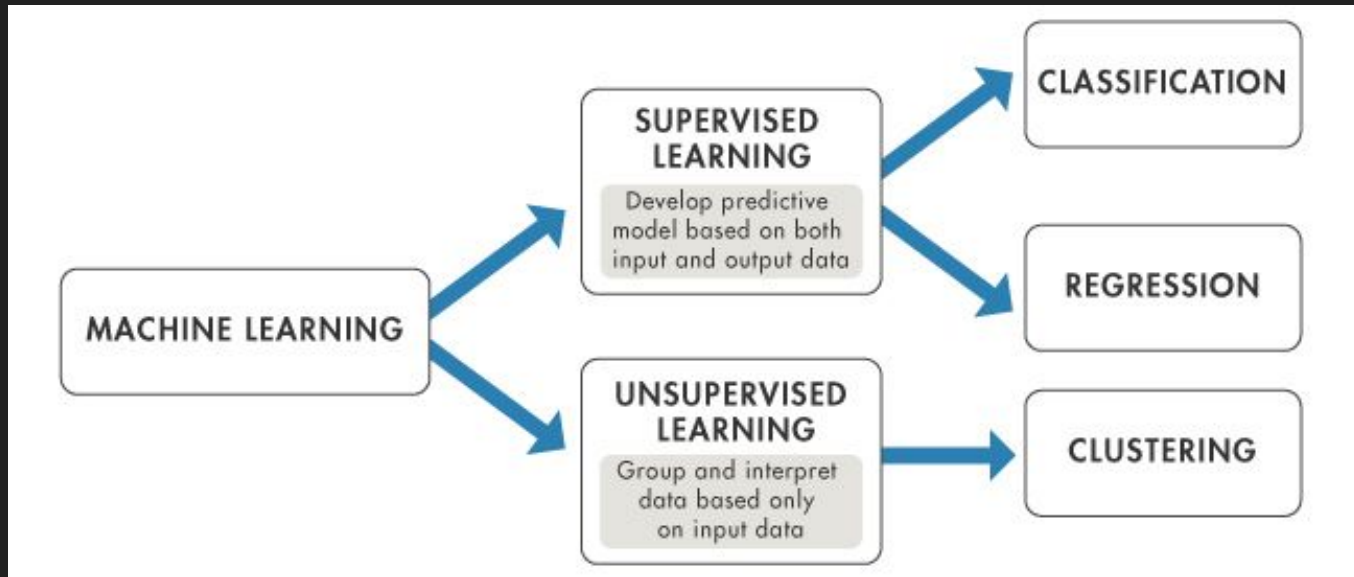 MACHINE LEARNING
SUPERVISED
LEARNING
Develop predictive
model based on both
input and output data
UNSUPERVISED
LEARNING
Group and interpret
data based only
on input data
CLASSIFICATION
REGRESSION
CLUSTERING